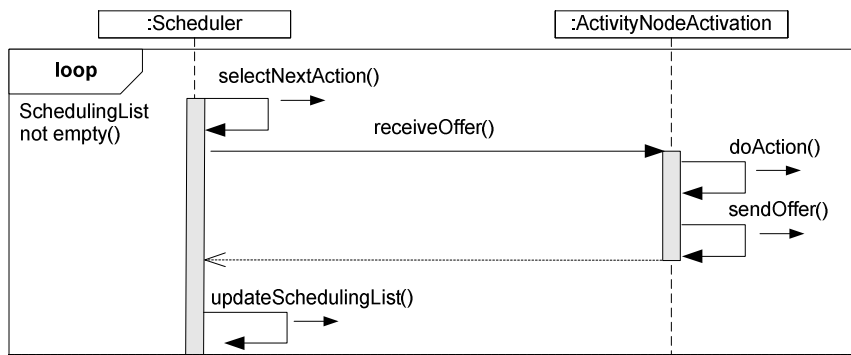 :Scheduler
:ActivityNodeActivation
loop
selectNextAction()
SchedulingList
not empty()
receiveOffer()
doAction()
sendOffer()
updateSchedulingList()